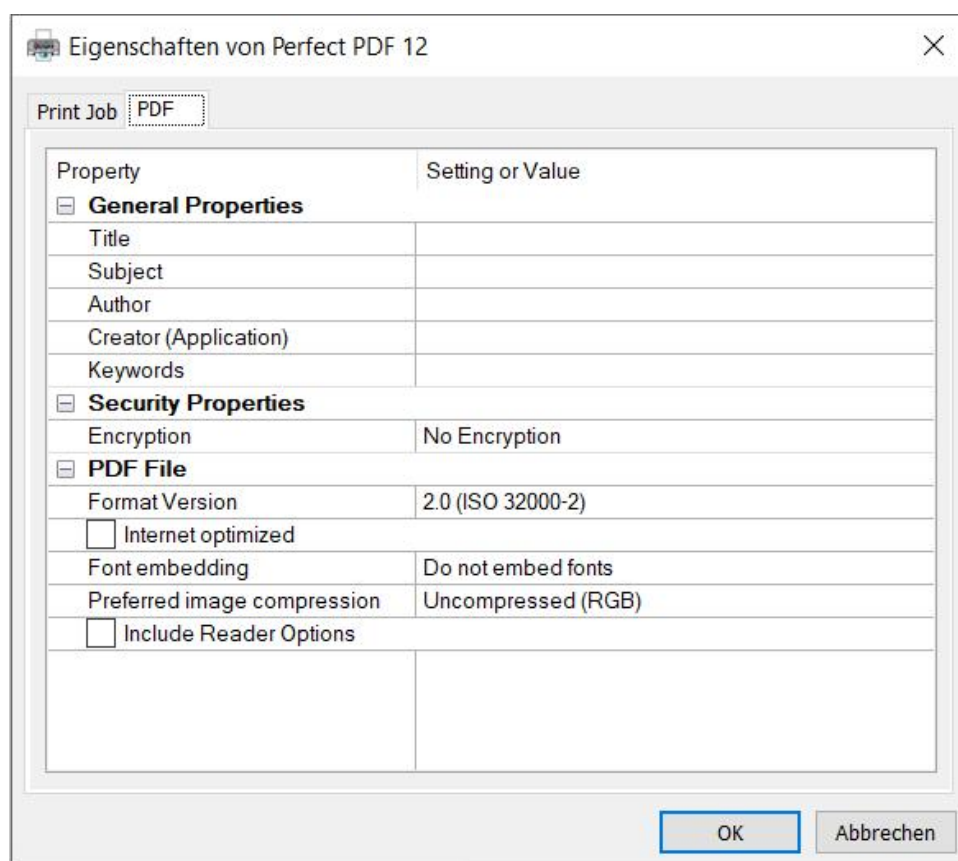 Eigenschaften von Perfect PDF 12
Print Job PDF
Property Setting or Value
General Properties
Title
Subject
Author
Creator (Application)
Keywords
Security Properties
Encryption No Encryption
PDF File
Format Version 2.0 (ISO 32000-2)
Internet optimized
Font embedding Do not embed fonts
Preferred image compression Uncompressed (RGB)
Include Reader Options
OK Abbrechen